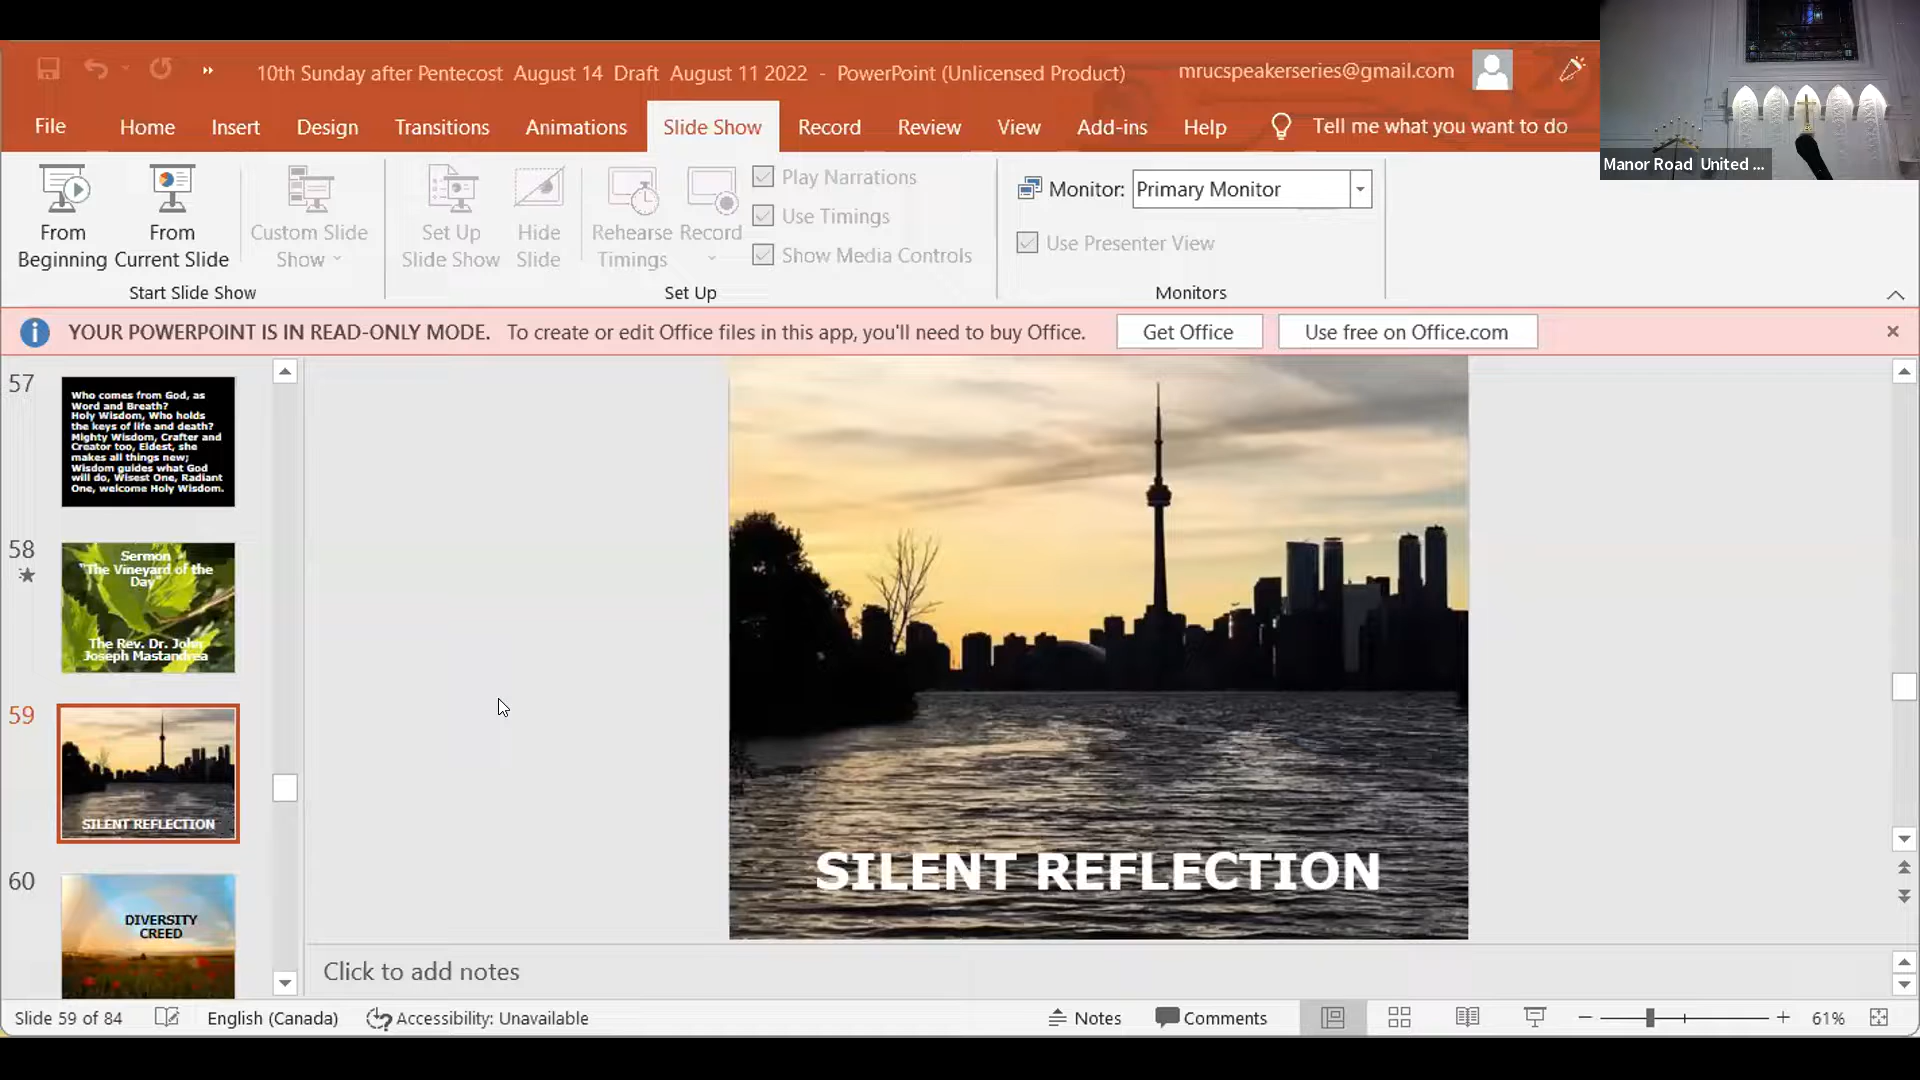 10th Sunday after Pentecost August 14 Draft August 11 2022 - PowerPoint (Unlicensed Product)
mrucspeakerseries@gmail.com
File
Home
Insert
Design
Transitions
Animations
Slide Show
Record
Review
View
Add-ins
Help
Tell me what you want to do
Manor Road United ...
From
Beginning
From
Current Slide
Custom Slide
Show
Start Slide Show
Set Up
Slide Show
Hide
Slide
Rehearse
Timings
Record
Play Narrations
Use Timings
Show Media Controls
Set Up
Monitor:
Primary Monitor
Use Presenter View
Monitors
YOUR POWERPOINT IS IN READ-ONLY MODE. To create or edit Office files in this app, you'll need to buy Office.
Get Office
Use free on Office.com
57
Who comes from God, as
Word and Breath?
Holy Wisdom, Who holds
the keys of life and death?
Mighty Wisdom, Crafter and
Creator too, Eldest, she
makes all things new;
Wisdom guides what God
will do, Wisest One, Radiant
One, welcome Holy Wisdom.
58
Sermon
"The Vineyard of the
Day"
The Rev. Dr. John
Joseph Mastandrea
59
SILENT REFLECTION
60
DIVERSITY
CREED
SILENT REFLECTION
Click to add notes
Slide 59 of 84
English (Canada)
Accessibility: Unavailable
Notes
Comments
61%